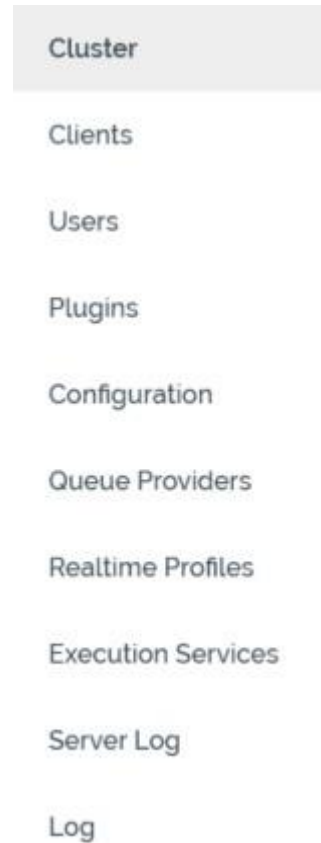 Cluster
Clients
Users
Plugins
Configuration
Queue Providers
Realtime Profiles
Execution Services
Server Log
Log